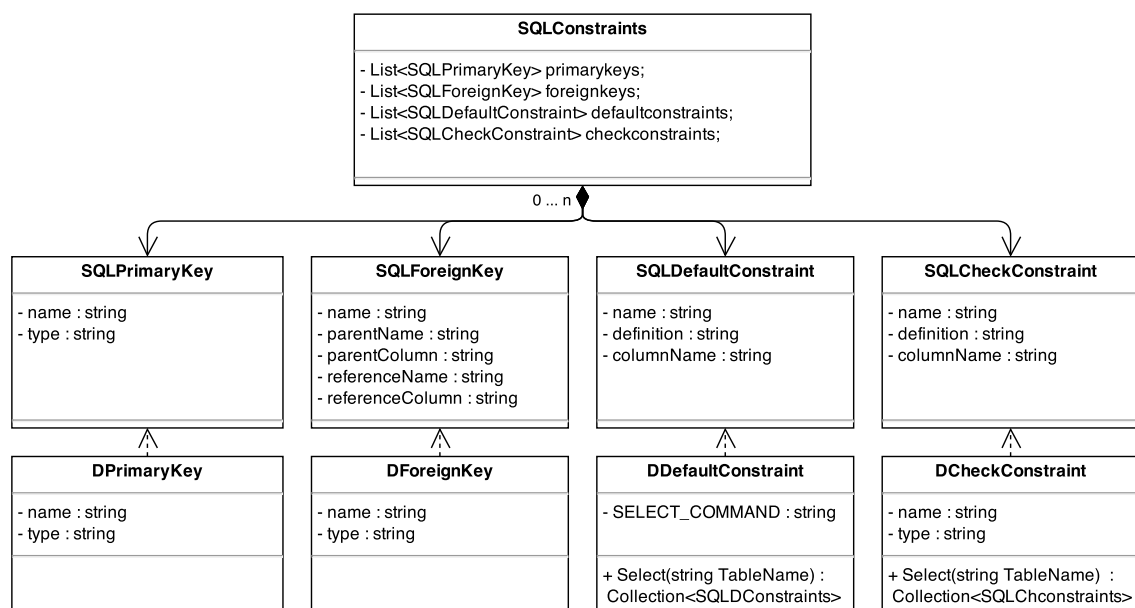 SQLConstraints
- List<SQLPrimaryKey> primarykeys;
- List<SQLForeignKey> foreignkeys;
- List<SQLDefaultConstraint> defaultconstraints;
- List<SQLCheckConstraint> checkconstraints;
0 ... n
SQLPrimaryKey
- name : string
- type : string
SQLForeignKey
- name : string
- parentName : string
- parentColumn : string
- referenceName : string
- referenceColumn : string
SQLDefaultConstraint
- name : string
- definition : string
- columnName : string
SQLCheckConstraint
- name : string
- definition : string
- columnName : string
DPrimaryKey
- name : string
- type : string
DForeignKey
- name : string
- type : string
DDefaultConstraint
- SELECT_COMMAND : string
+ Select(string TableName) :
Collection<SQLDConstraints>
DCheckConstraint
- name : string
- type : string
+ Select(string TableName) :
Collection<SQLChconstraints>